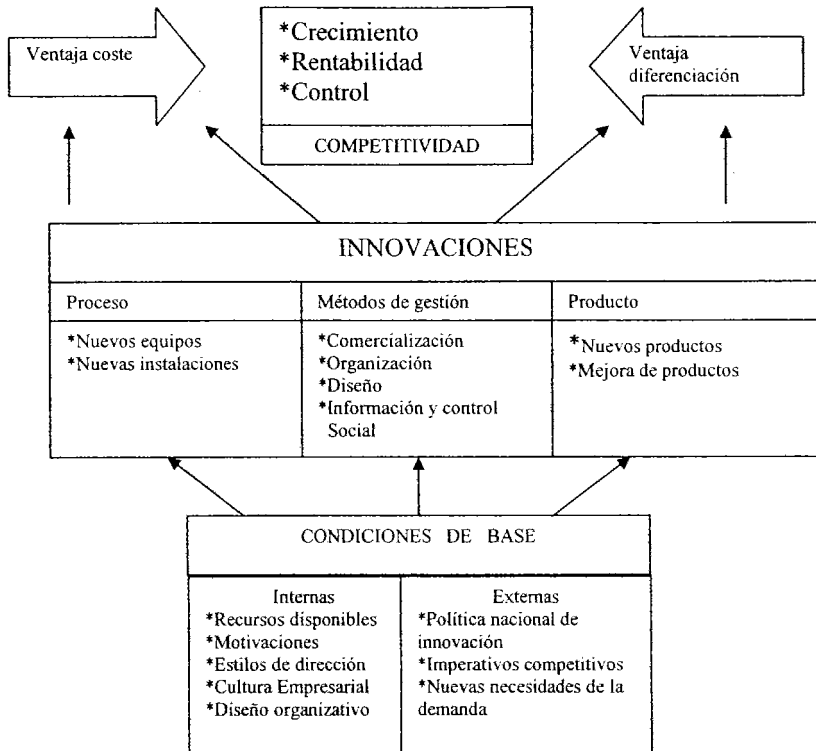 Ventaja coste
*Crecimiento
*Rentabilidad
*Control
COMPETITIVIDAD
Ventaja
diferenciación
INNOVACIONES
Proceso
*Nuevos equipos
*Nuevas instalaciones
Métodos de gestión
*Comercialización
*Organización
*Diseño
*Información y control
Social
Producto
*Nuevos productos
*Mejora de productos
CONDICIONES DE BASE
Internas
*Recursos disponibles
*Motivaciones
*Estilos de dirección
*Cultura Empresarial
*Diseño organizativo
Externas
*Política nacional de
innovación
*Imperativos competitivos
*Nuevas necesidades de la
demanda